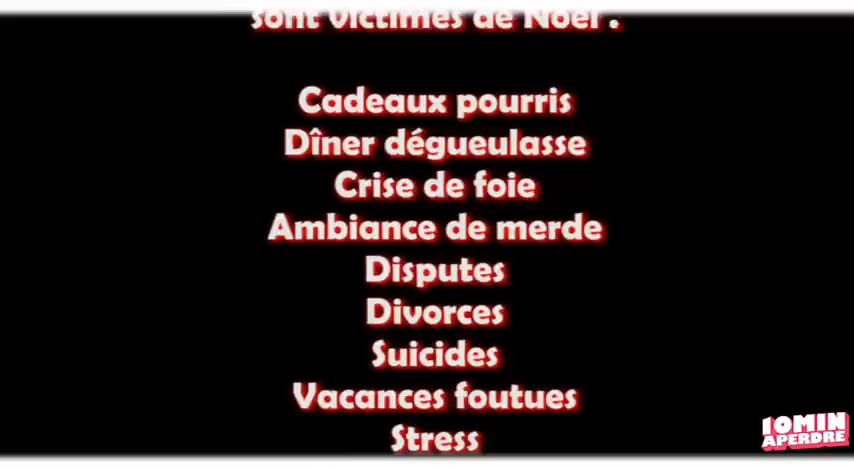 sont victimes de Noël .
Cadeaux pourris
Dîner dégueulasse
Crise de foie
Ambiance de merde
Disputes
Divorces
Suicides
Vacances foutues
Stress
10MIN
APERDRE